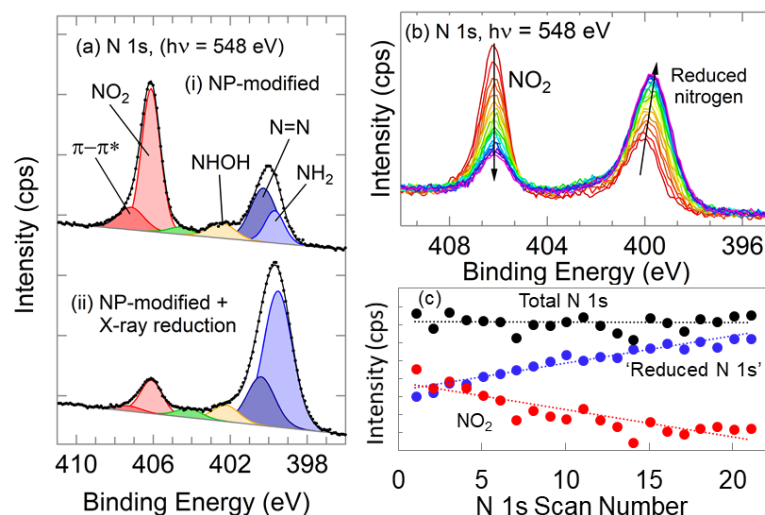 (a) N 1s, (hν = 548 eV)
NO₂
(i) NP-modified
N=N
π−π*
NHOH
NH₂
(ii) NP-modified +
X-ray reduction
Intensity (cps)
410 406 402 398
Binding Energy (eV)
(b) N 1s, hν = 548 eV
NO₂
Reduced
nitrogen
Intensity (cps)
408 404 400 396
Binding Energy (eV)
(c)
Total N 1s
'Reduced N 1s'
NO₂
Intensity (cps)
0 5 10 15 20
N 1s Scan Number